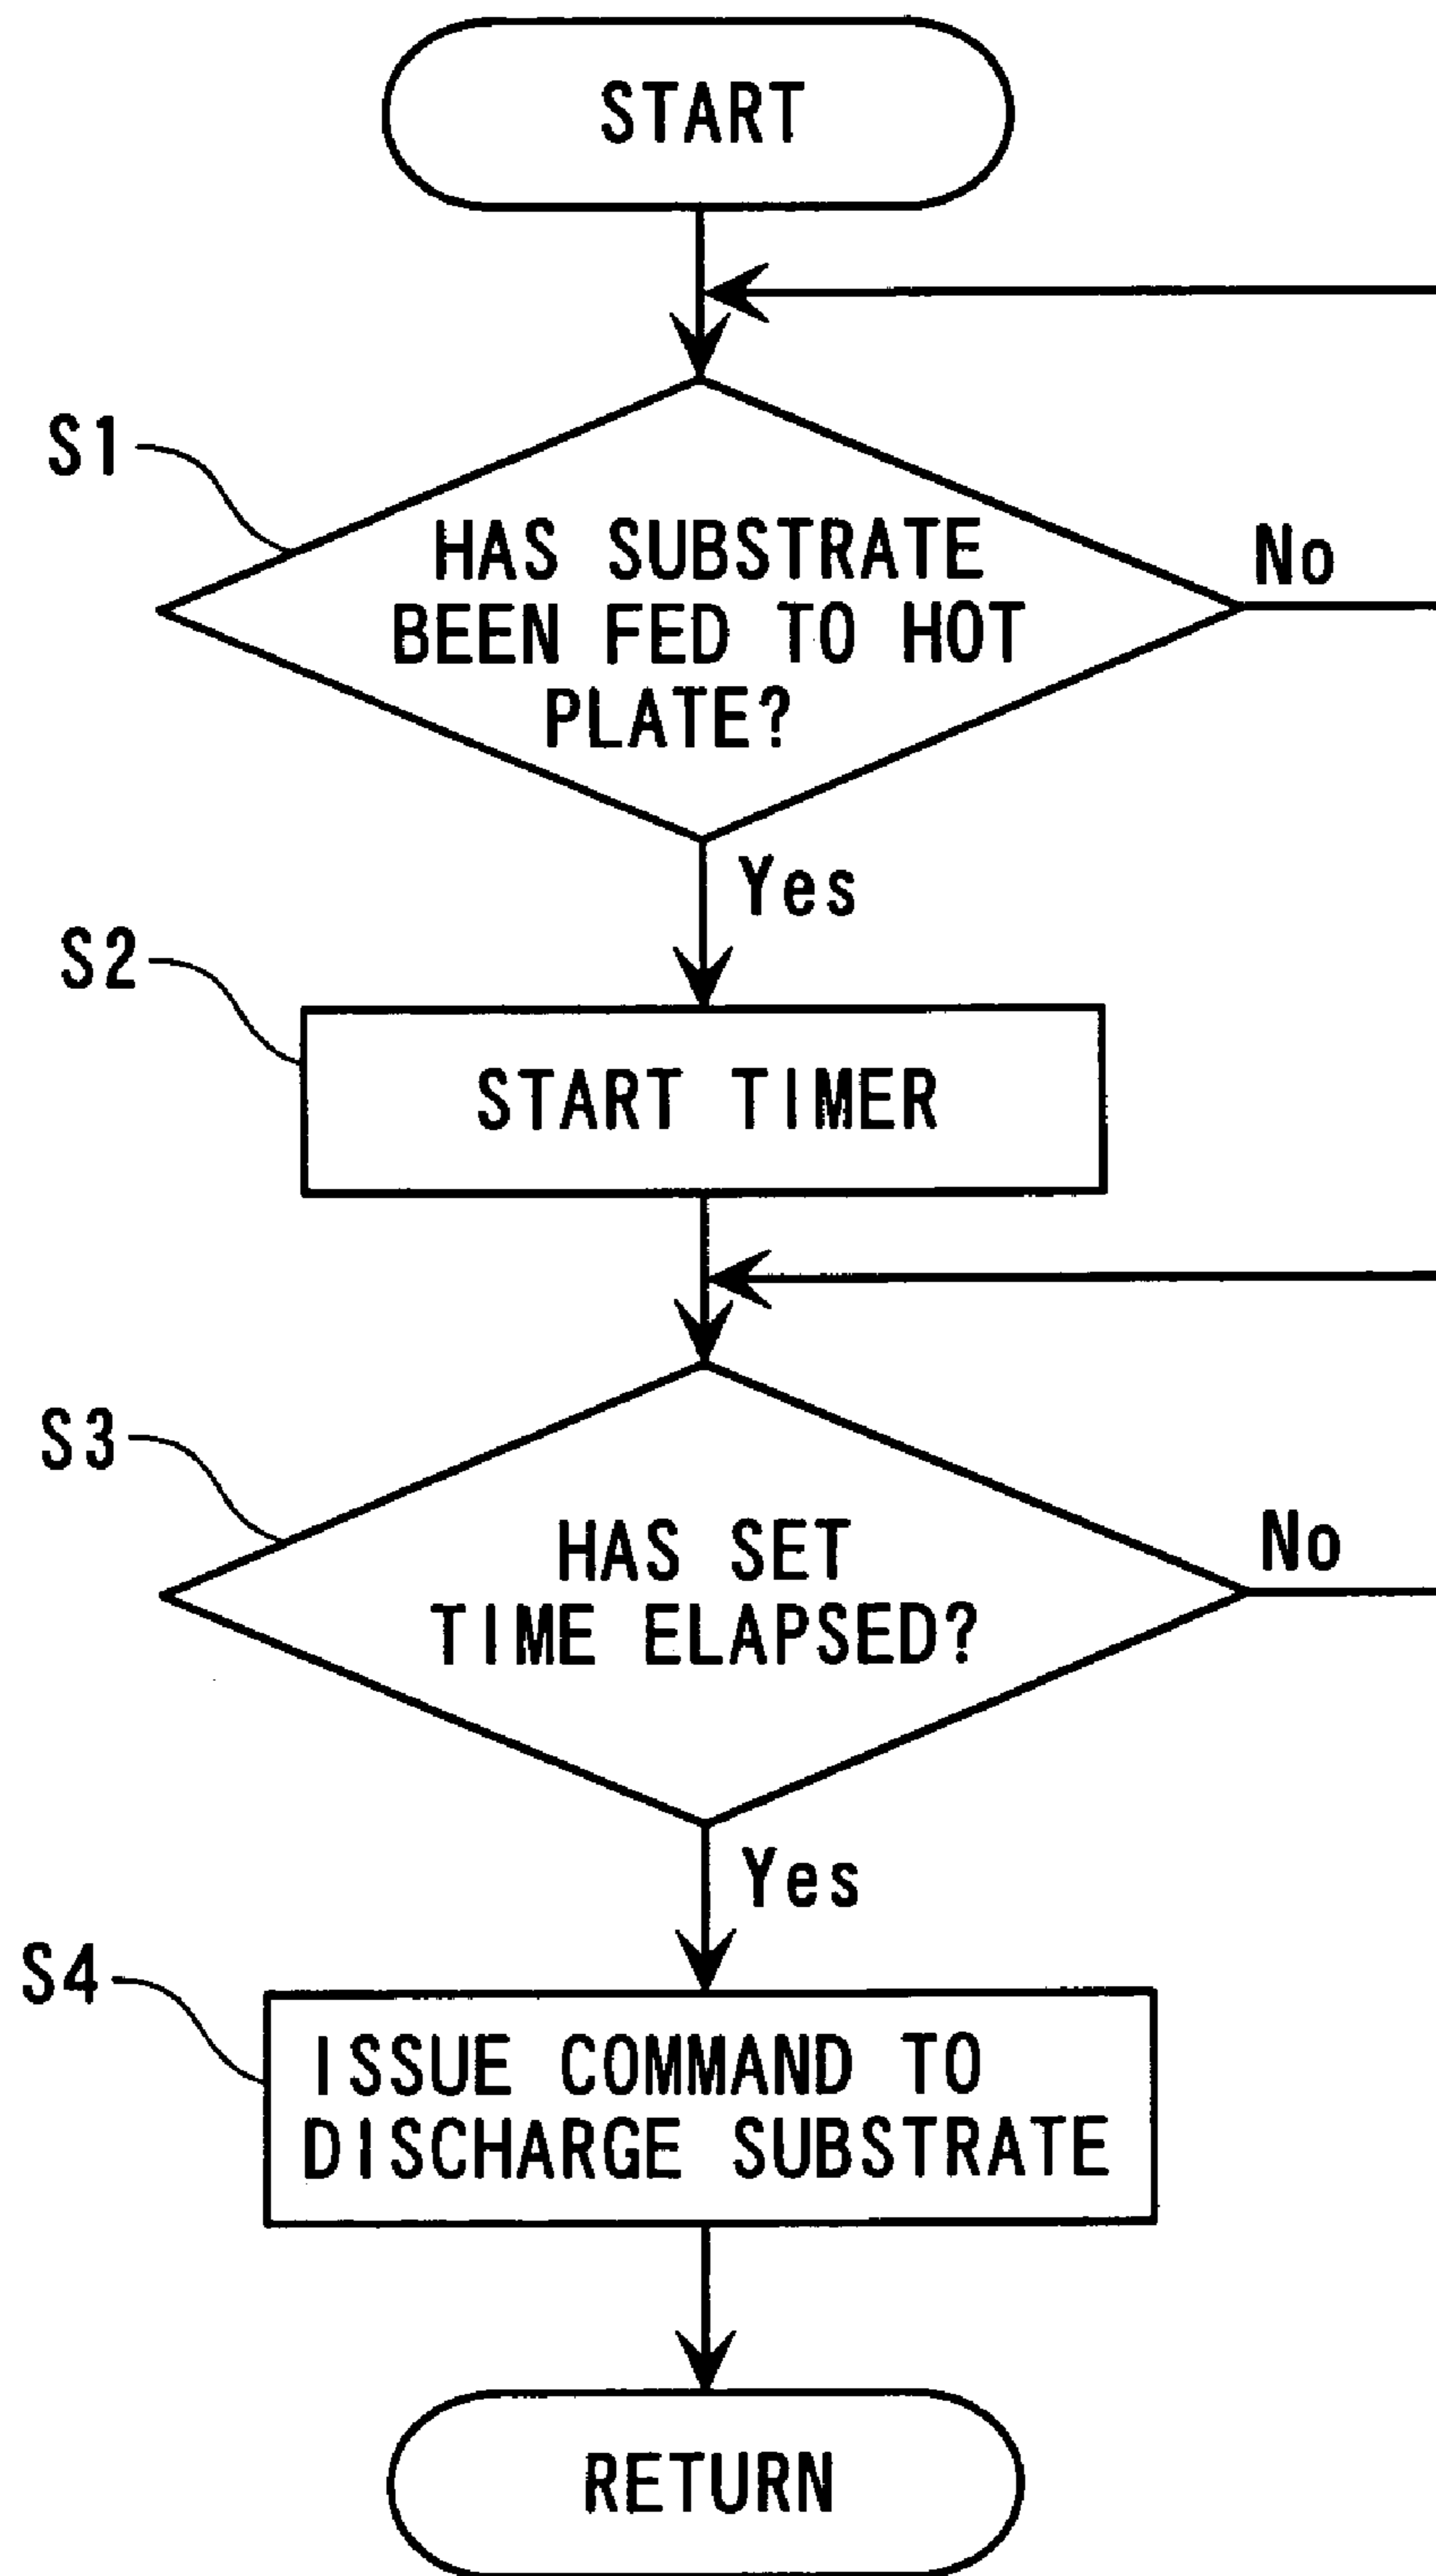 START
S1
HAS SUBSTRATE
BEEN FED TO HOT
PLATE?
No
Yes
S2
START TIMER
S3
HAS SET
TIME ELAPSED?
No
Yes
S4
ISSUE COMMAND TO
DISCHARGE SUBSTRATE
RETURN